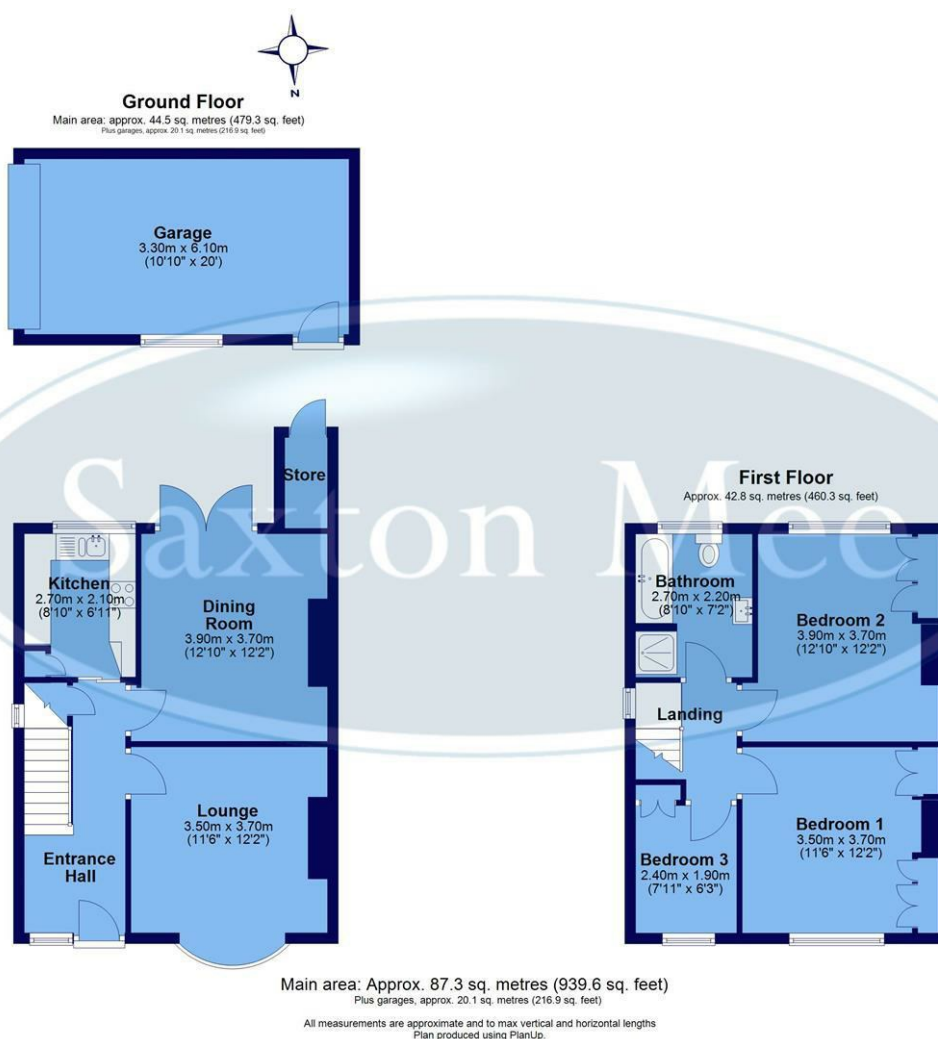 N
Ground Floor
Main area: approx. 44.5 sq. metres (479.3 sq. feet)
Plus garages, approx. 20.1 sq. metres (216.9 sq. feet)
Garage
3.30m x 6.10m
(10'10" x 20')
Store
Kitchen
2.70m x 2.10m
(8'10" x 6'11")
Dining
Room
3.90m x 3.70m
(12'10" x 12'2")
Lounge
3.50m x 3.70m
(11'6" x 12'2")
Entrance
Hall
First Floor
Approx. 42.8 sq. metres (460.3 sq. feet)
Bathroom
2.70m x 2.20m
(8'10" x 7'2")
Bedroom 2
3.90m x 3.70m
(12'10" x 12'2")
Landing
Bedroom 1
3.50m x 3.70m
(11'6" x 12'2")
Bedroom 3
2.40m x 1.90m
(7'11" x 6'3")
Saxton Mee
Main area: Approx. 87.3 sq. metres (939.6 sq. feet)
Plus garages, approx. 20.1 sq. metres (216.9 sq. feet)
All measurements are approximate and to max vertical and horizontal lengths
Plan produced using PlanUp.